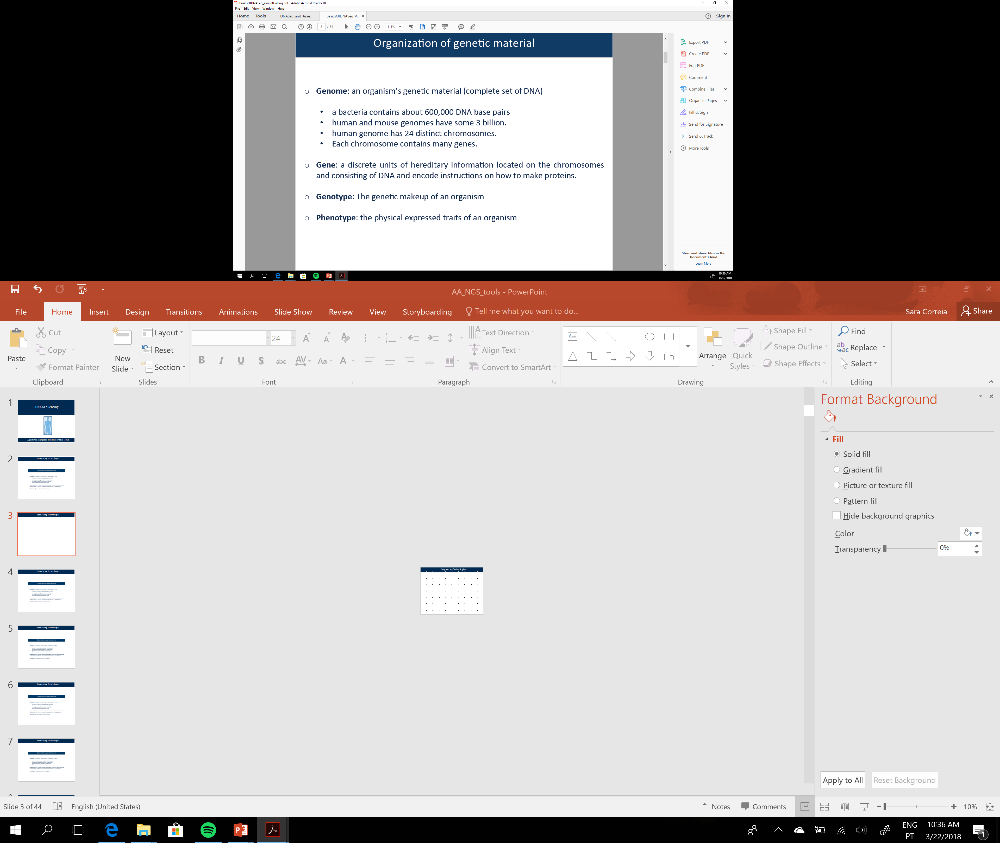 BasicsOfDNASeq_VariantCalling.pdf - Adobe Acrobat Reader DC
File Edit View Window Help
Home Tools DNASeq_and_Asse... BasicsOfDNASeq_V... × Sign In
3 / 54 111%
Organization of genetic material
Export PDF
Create PDF
Edit PDF
Comment
Combine Files
Organize Pages
Fill & Sign
Send for Signature
Send & Track
More Tools
o Genome: an organism’s genetic material (complete set of DNA)
• a bacteria contains about 600,000 DNA base pairs
• human and mouse genomes have some 3 billion.
• human genome has 24 distinct chromosomes.
• Each chromosome contains many genes.
o Gene: a discrete units of hereditary information located on the chromosomes
and consisting of DNA and encode instructions on how to make proteins.
o Genotype: The genetic makeup of an organism
o Phenotype: the physical expressed traits of an organism
Store and share files in the
Document Cloud
Learn More
10:36 AM
3/22/2018
AA_NGS_tools - PowerPoint
File Home Insert Design Transitions Animations Slide Show Review View Storyboarding Tell me what you want to do... Sara Correia Share
Paste
Cut
Copy
Format Painter
Clipboard
New
Slide
Layout
Reset
Section
Slides
24
B I U S abc AV Aa A
Font
Text Direction
Align Text
Convert to SmartArt
Paragraph
Arrange
Quick
Styles
Shape Fill
Shape Outline
Shape Effects
Drawing
Find
Replace
Select
Editing
1
DNA Sequencing
Algoritmos Avançados de Bioinformática 2018
2
Sequencing Technologies
Organization of genetic material
3
Sequencing Technologies
4
Sequencing Technologies
Organization of genetic material
5
Sequencing Technologies
Organization of genetic material
6
Sequencing Technologies
Organization of genetic material
7
Sequencing Technologies
Organization of genetic material
Sequencing Technologies
Format Background
Fill
Solid fill
Gradient fill
Picture or texture fill
Pattern fill
Hide background graphics
Color
Transparency 0%
Apply to All Reset Background
Slide 3 of 44 English (United States) Notes Comments 10%
ENG
PT
10:36 AM
3/22/2018
1